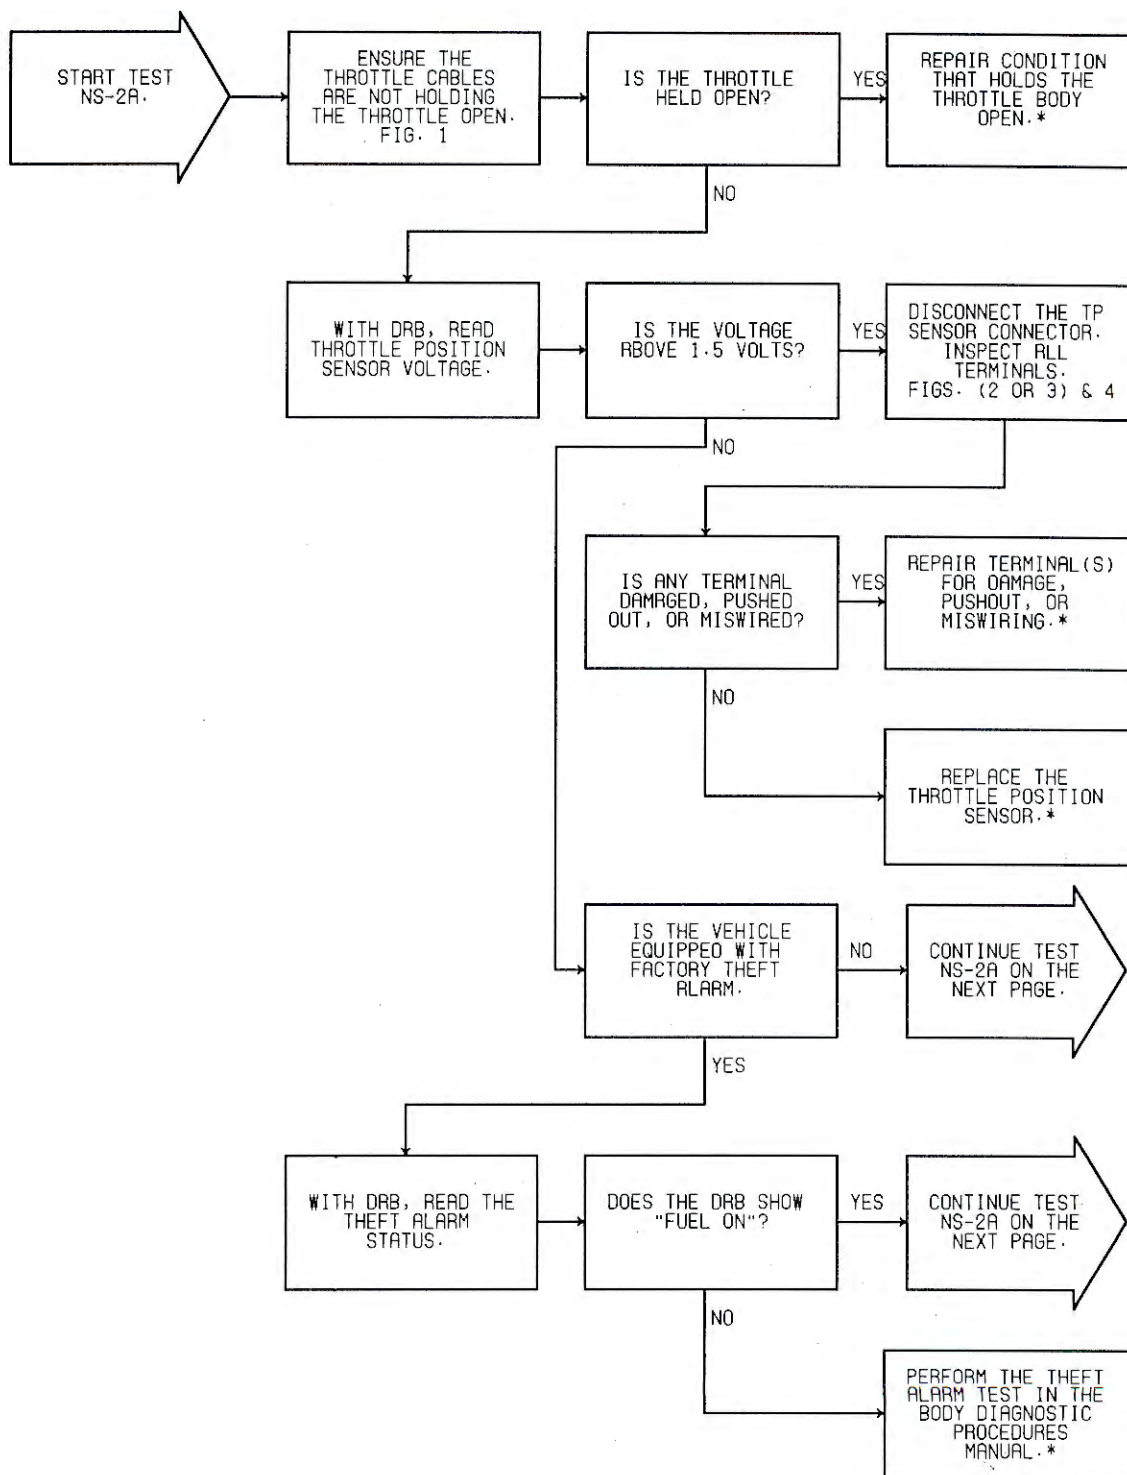 START TEST
NS-2A.
ENSURE THE
THROTTLE CABLES
ARE NOT HOLDING
THE THROTTLE OPEN.
FIG. 1
IS THE THROTTLE
HELD OPEN?
YES
REPAIR CONDITION
THAT HOLDS THE
THROTTLE BODY
OPEN.*
NO
WITH DRB, READ
THROTTLE POSITION
SENSOR VOLTAGE.
IS THE VOLTAGE
RBOVE 1.5 VOLTS?
YES
DISCONNECT THE TP
SENSOR CONNECTOR.
INSPECT RLL
TERMINALS.
FIGS. (2 OR 3) & 4
NO
IS ANY TERMINAL
DAMRGED, PUSHED
OUT, OR MISWIRED?
YES
REPAIR TERMINAL(S)
FOR DAMAGE,
PUSHOUT, OR
MISWIRING.*
NO
REPLACE THE
THROTTLE POSITION
SENSOR.*
IS THE VEHICLE
EQUIPPED WITH
FACTORY THEFT
ALARM.
NO
CONTINUE TEST
NS-2A ON THE
NEXT PAGE.
YES
WITH DRB, READ THE
THEFT ALARM
STATUS.
DOES THE DRB SHOW
"FUEL ON"?
YES
CONTINUE TEST
NS-2A ON THE
NEXT PAGE.
NO
PERFORM THE THEFT
ALARM TEST IN THE
BODY DIAGNOSTIC
PROCEDURES
MANUAL.*